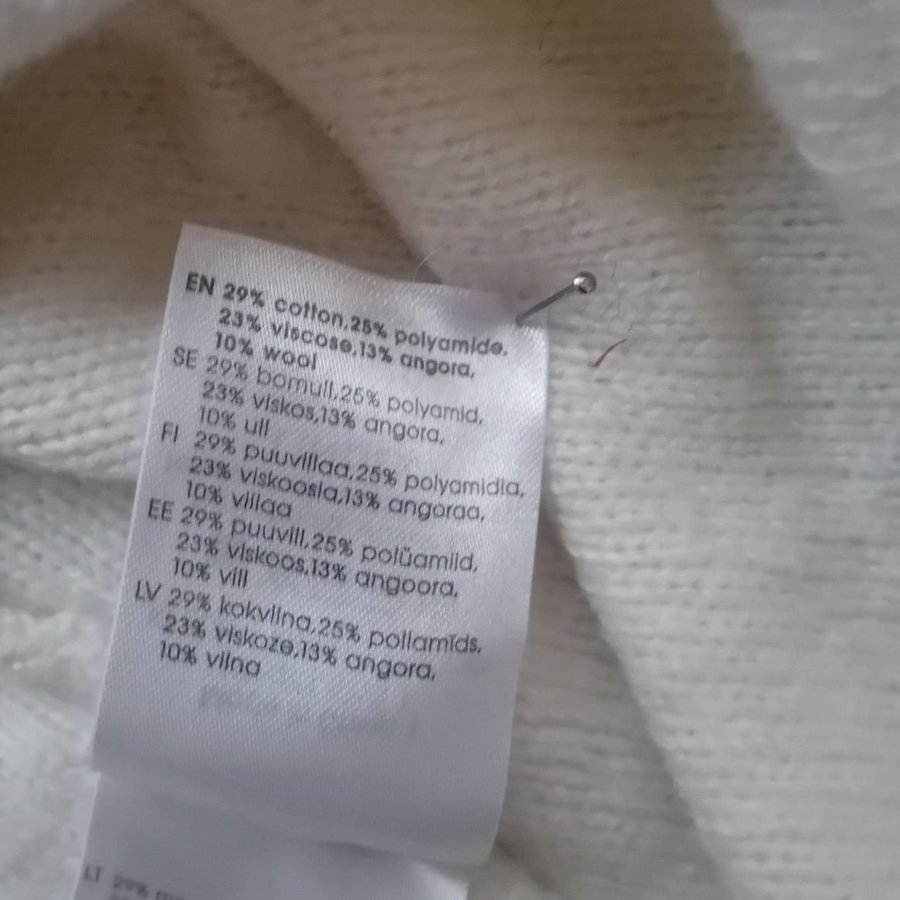 EN 29% cotton,25% polyamide,
23% viscose,13% angora,
10% wool
SE 29% bomull,25% polyamid,
23% viskos,13% angora,
10% ull
FI 29% puuvillaa,25% polyamidia,
23% viskoosia,13% angoraa,
10% villaa
EE 29% puuvill,25% polüamiid,
23% viskoos,13% angoora,
10% vill
LV 29% kokvilna,25% poliamīds,
23% viskoze,13% angora,
10% vilna
LT 29%